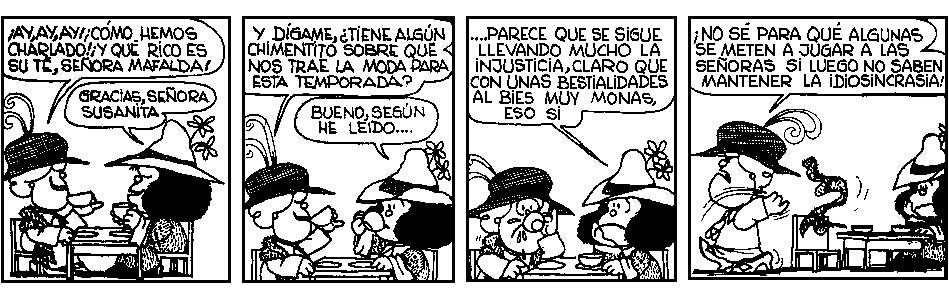 ¡AY, AY, AY! ¡CÓMO HEMOS
CHARLADO! ¡Y QUÉ RICO ES
SU TÉ, SEÑORA MAFALDA!
GRACIAS, SEÑORA
SUSANITA
Y DÍGAME, ¿TIENE ALGÚN
CHIMENTITO SOBRE QUÉ
NOS TRAE LA MODA PARA
ESTA TEMPORADA?
BUENO, SEGÚN
HE LEÍDO....
....PARECE QUE SE SIGUE
LLEVANDO MUCHO LA
INJUSTICIA, CLARO QUE
CON UNAS BESTIALIDADES
AL BIES MUY MONAS,
ESO SÍ
¡NO SÉ PARA QUÉ ALGUNAS
SE METEN A JUGAR A LAS
SEÑORAS SI LUEGO NO SABEN
MANTENER LA IDIOSINCRASIA!